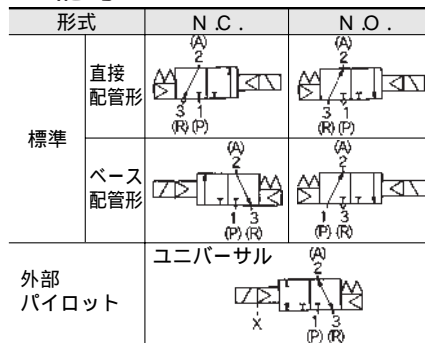 形式 N.C. N.O.
標準
直接
配管形
(A) (A)
2 2
3 1 3 1
(R) (P) (R) (P)
ベース
配管形
(A) (A)
2 2
1 3 1 3
(P) (R) (P) (R)
外部
パイロット
ユニバーサル
(A)
2
X 1 3
(P) (R)